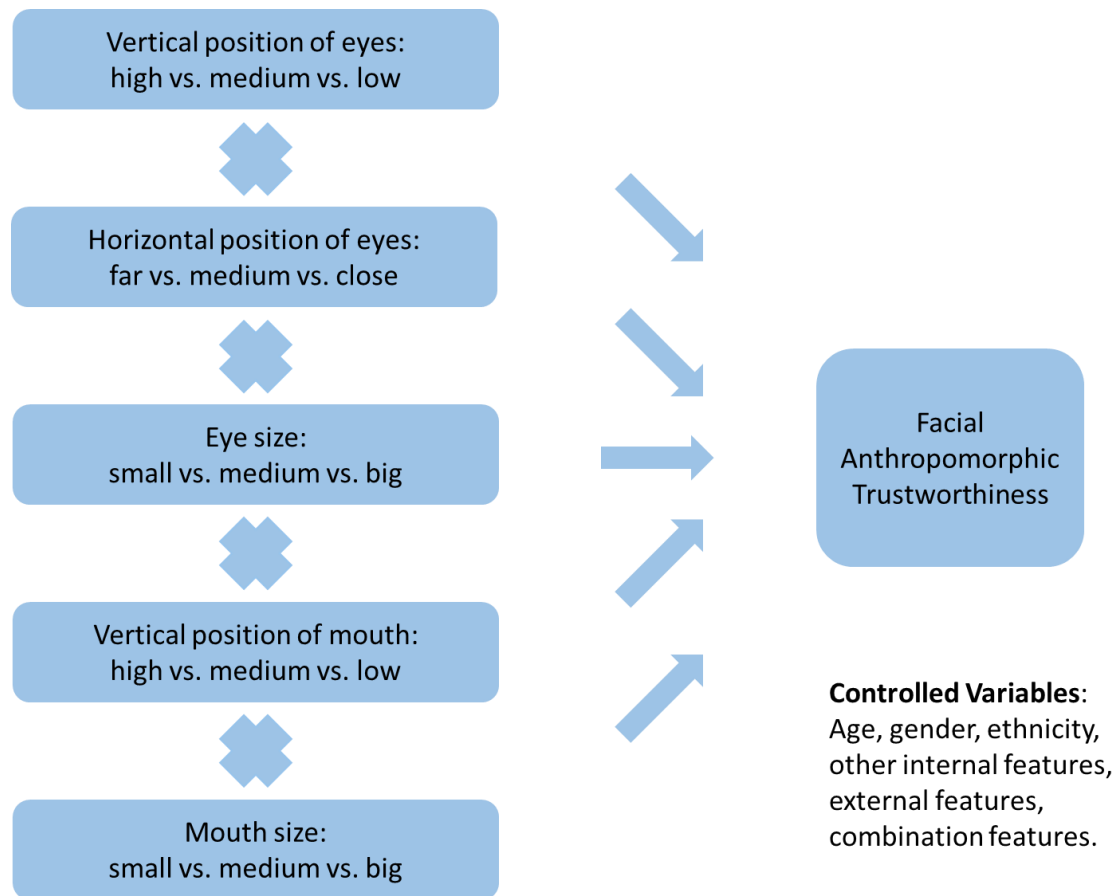 Vertical position of eyes:
high vs. medium vs. low
Horizontal position of eyes:
far vs. medium vs. close
Eye size:
small vs. medium vs. big
Vertical position of mouth:
high vs. medium vs. low
Mouth size:
small vs. medium vs. big
Facial
Anthropomorphic
Trustworthiness
Controlled Variables:
Age, gender, ethnicity,
other internal features,
external features,
combination features.